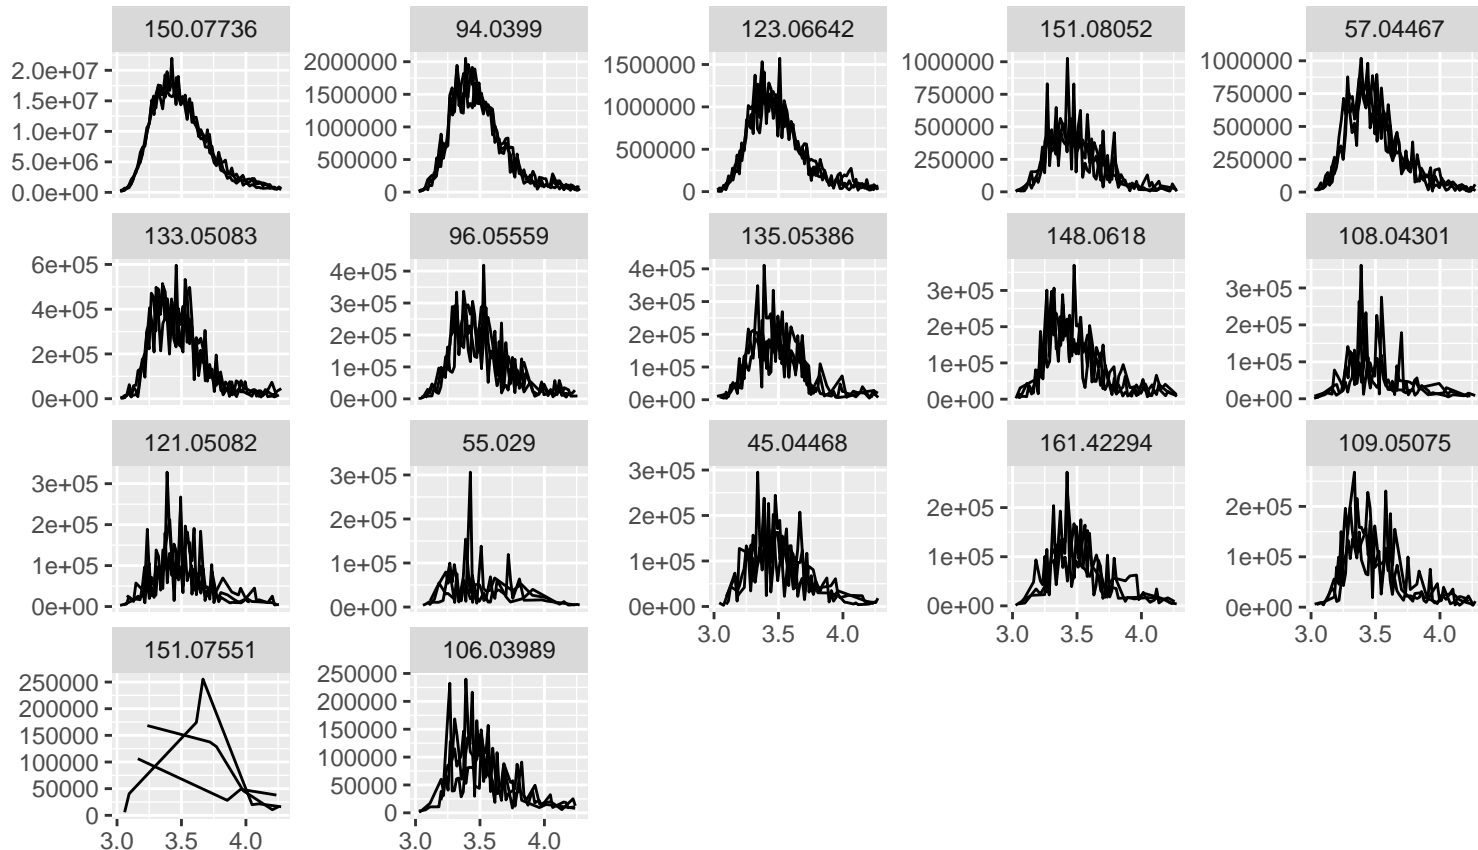 150.07736 94.0399 123.06642 151.08052 57.04467
2.0e+07 2000000 1500000 1000000 1000000
1.5e+07 1500000 1000000 750000 750000
1.0e+07 1000000 500000 500000 500000
5.0e+06 500000 0 250000 250000
0.0e+00 0 0 0
133.05083 96.05559 135.05386 148.0618 108.04301
6e+05 4e+05 4e+05 3e+05 3e+05
4e+05 3e+05 3e+05 2e+05 2e+05
2e+05 2e+05 2e+05 1e+05 1e+05
0e+00 1e+05 1e+05 0e+00 0e+00
0e+00 0e+00
121.05082 55.029 45.04468 161.42294 109.05075
3e+05 3e+05 3e+05 2e+05 2e+05
2e+05 2e+05 2e+05 1e+05 1e+05
1e+05 1e+05 1e+05 0e+00 0e+00
0e+00 0e+00 0e+00
3.0 3.5 4.0 3.0 3.5 4.0 3.0 3.5 4.0
151.07551 106.03989
250000 250000
200000 200000
150000 150000
100000 100000
50000 50000
0 0
3.0 3.5 4.0 3.0 3.5 4.0